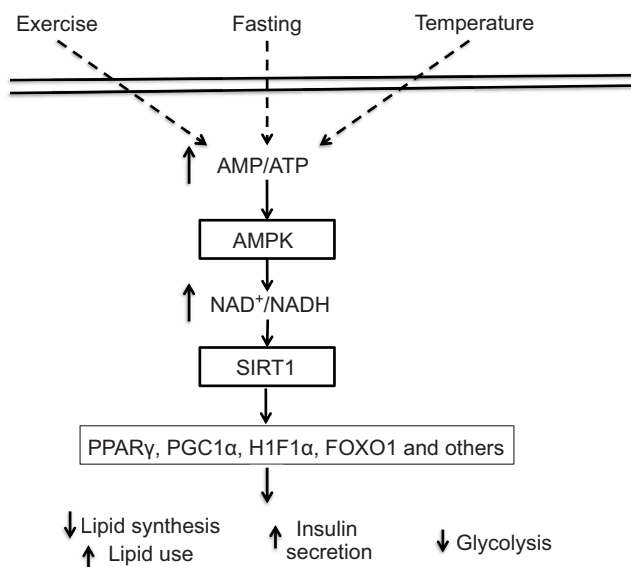 Exercise Fasting Temperature
AMP/ATP
AMPK
NAD⁺/NADH
SIRT1
PPARγ, PGC1α, H1F1α, FOXO1 and others
Lipid synthesis
Lipid use
Insulin
secretion
Glycolysis